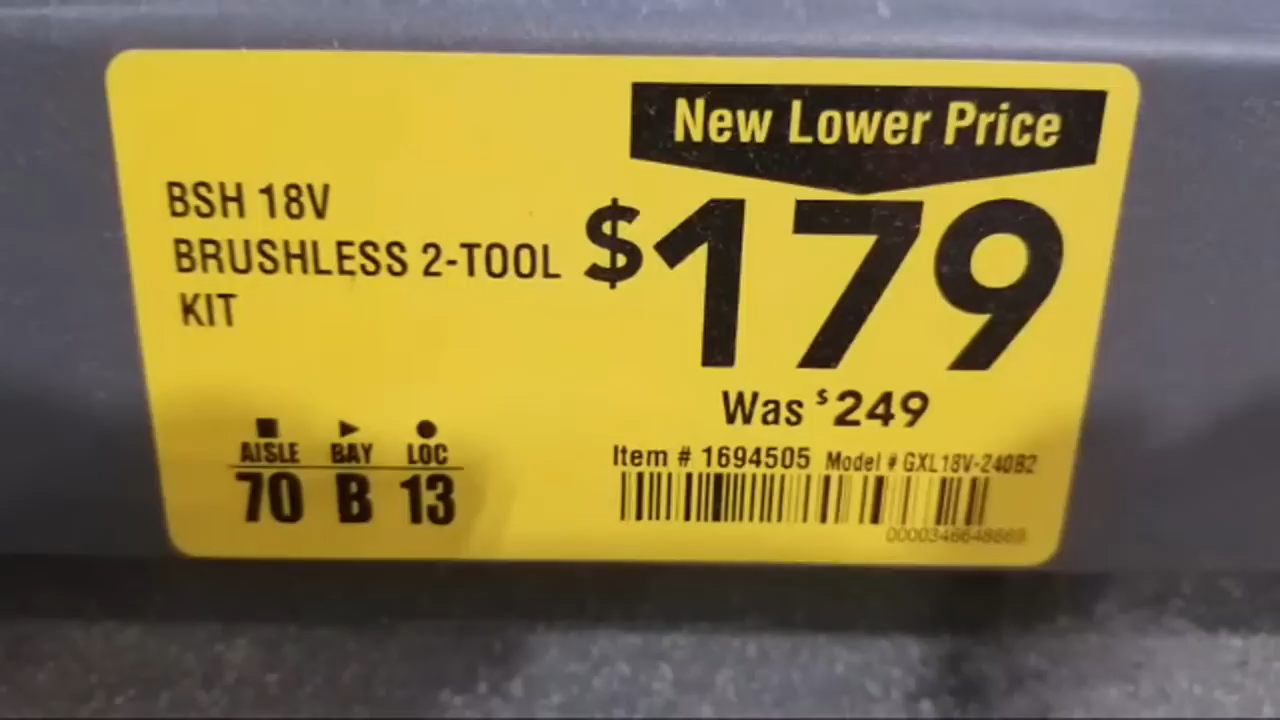 New Lower Price
BSH 18V
BRUSHLESS 2-TOOL
KIT
$179
Was $249
AISLE BAY LOC
70 B 13
Item # 1694505 Model # GXL18V-240B2